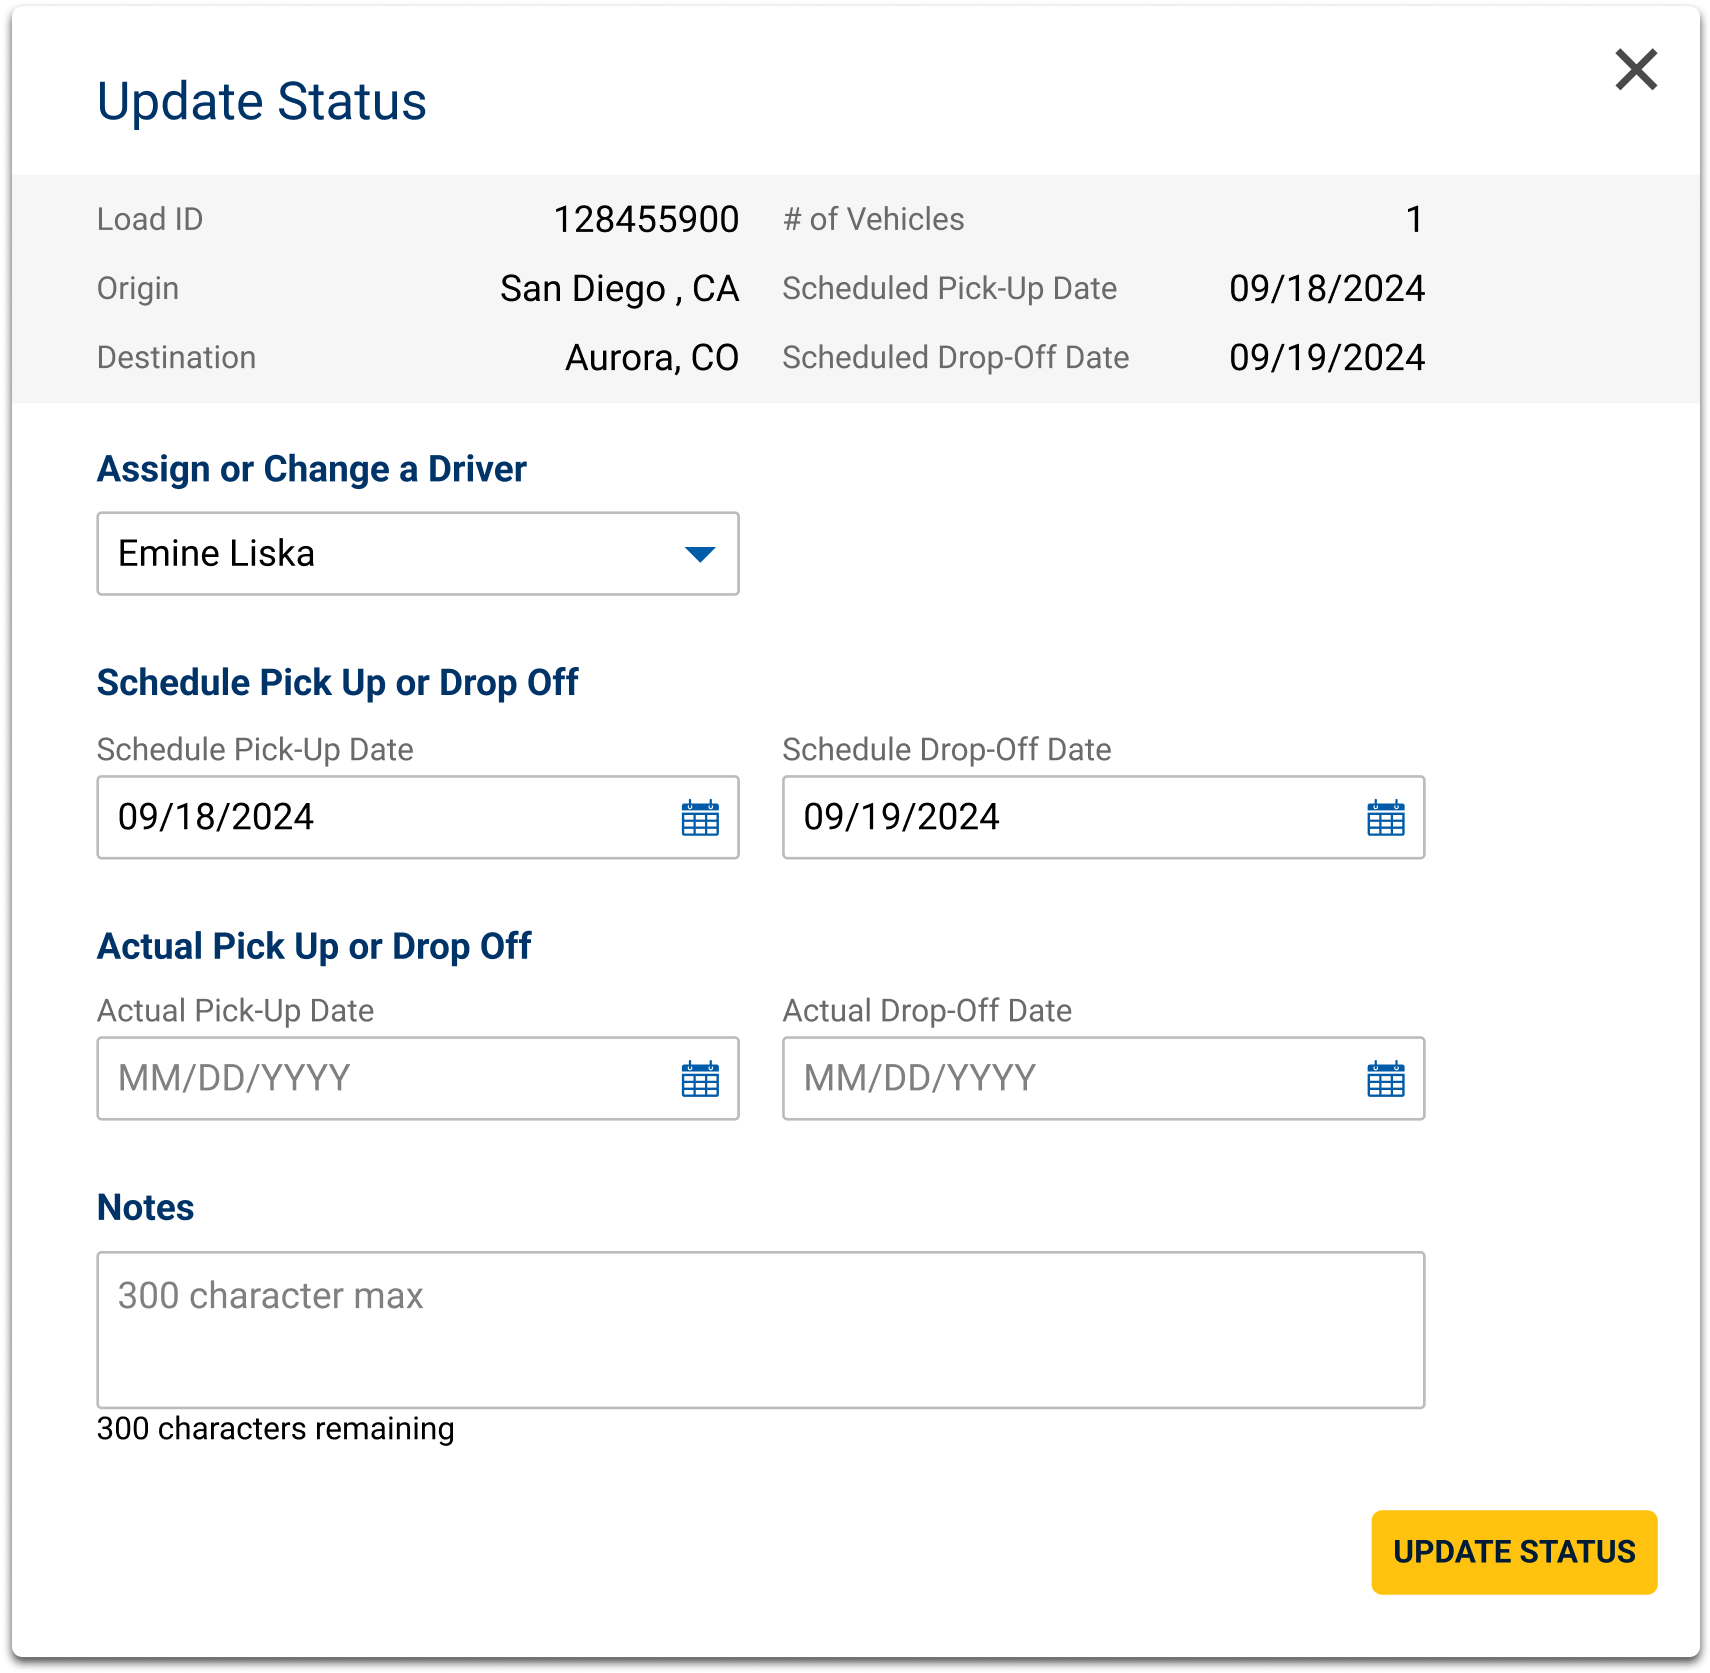 Update Status
Load ID 128455900 # of Vehicles 1
Origin San Diego , CA Scheduled Pick-Up Date 09/18/2024
Destination Aurora, CO Scheduled Drop-Off Date 09/19/2024
Assign or Change a Driver
Emine Liska
Schedule Pick Up or Drop Off
Schedule Pick-Up Date Schedule Drop-Off Date
09/18/2024 09/19/2024
Actual Pick Up or Drop Off
Actual Pick-Up Date Actual Drop-Off Date
MM/DD/YYYY MM/DD/YYYY
Notes
300 character max
300 characters remaining
UPDATE STATUS